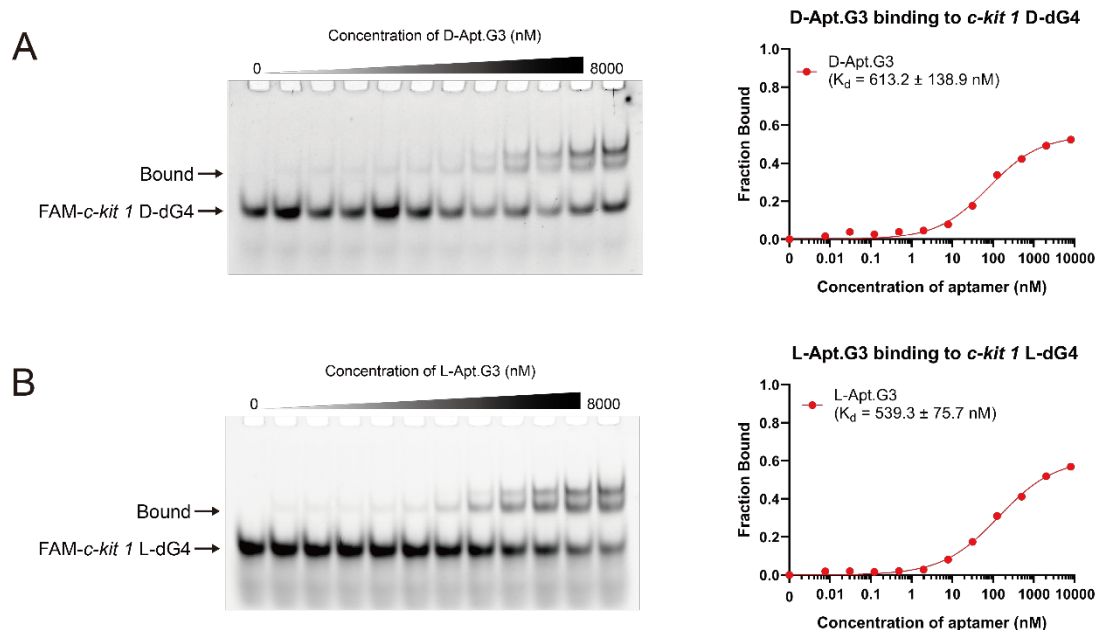 A
Concentration of D-Apt.G3 (nM)
0
8000
Bound
FAM-c-kit 1 D-dG4
D-Apt.G3 binding to c-kit 1 D-dG4
D-Apt.G3
(Kd = 613.2 ± 138.9 nM)
Fraction Bound
1.0
0.8
0.6
0.4
0.2
0.0
0 0.01 0.1 1 10 100 1000 10000
Concentration of aptamer (nM)
B
Concentration of L-Apt.G3 (nM)
0
8000
Bound
FAM-c-kit 1 L-dG4
L-Apt.G3 binding to c-kit 1 L-dG4
L-Apt.G3
(Kd = 539.3 ± 75.7 nM)
Fraction Bound
1.0
0.8
0.6
0.4
0.2
0.0
0 0.01 0.1 1 10 100 1000 10000
Concentration of aptamer (nM)